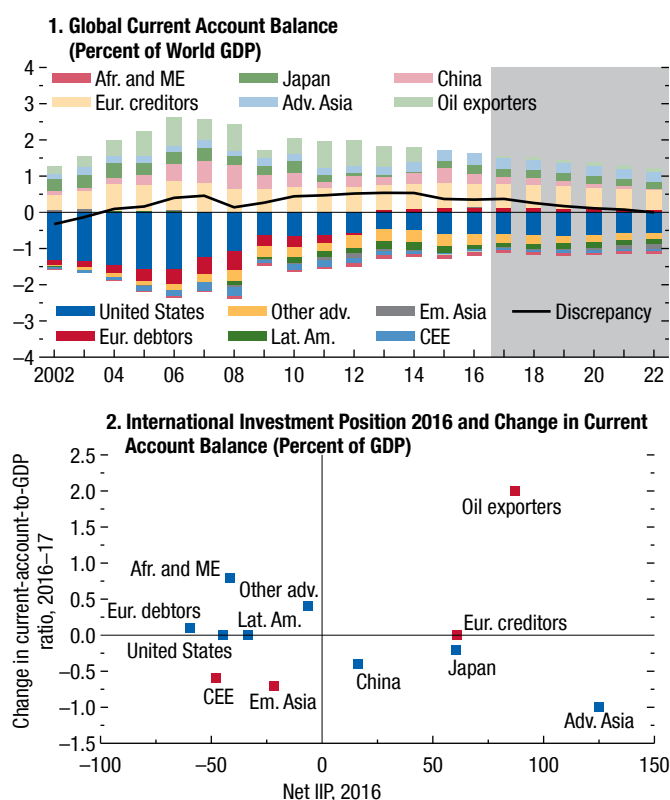 1. Global Current Account Balance
(Percent of World GDP)
4
Afr. and ME
Japan
China
3
Eur. creditors
Adv. Asia
Oil exporters
2
1
0
–1
–2
United States
Other adv.
Em. Asia
Discrepancy
–3
Eur. debtors
Lat. Am.
CEE
–4
2002 04 06 08 10 12 14 16 18 20 22
2. International Investment Position 2016 and Change in Current
Account Balance (Percent of GDP)
Change in current-account-to-GDP
ratio, 2016–17
2.5
2.0
Oil exporters
1.5
1.0
Afr. and ME
Other adv.
0.5
Eur. debtors
Lat. Am.
Eur. creditors
0.0
United States
Japan
–0.5
China
CEE
Em. Asia
–1.0
Adv. Asia
–1.5
–100 –50 0 50 100 150
Net IIP, 2016